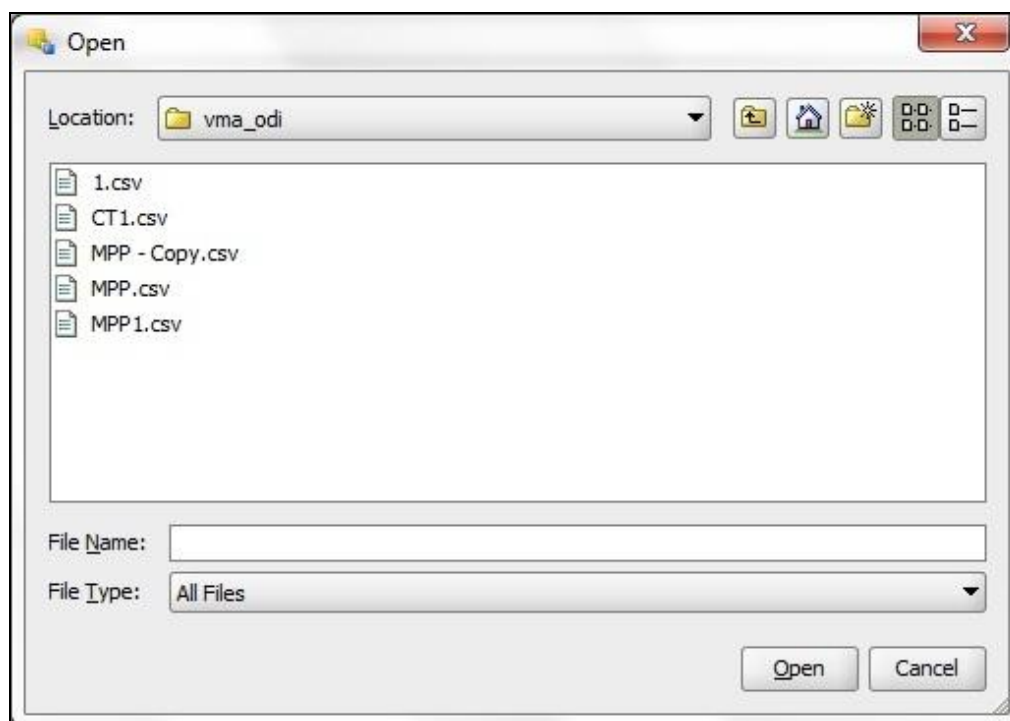 Open
Location: vma_odi
1.csv
CT1.csv
MPP - Copy.csv
MPP.csv
MPP1.csv
File Name:
File Type: All Files
Open Cancel